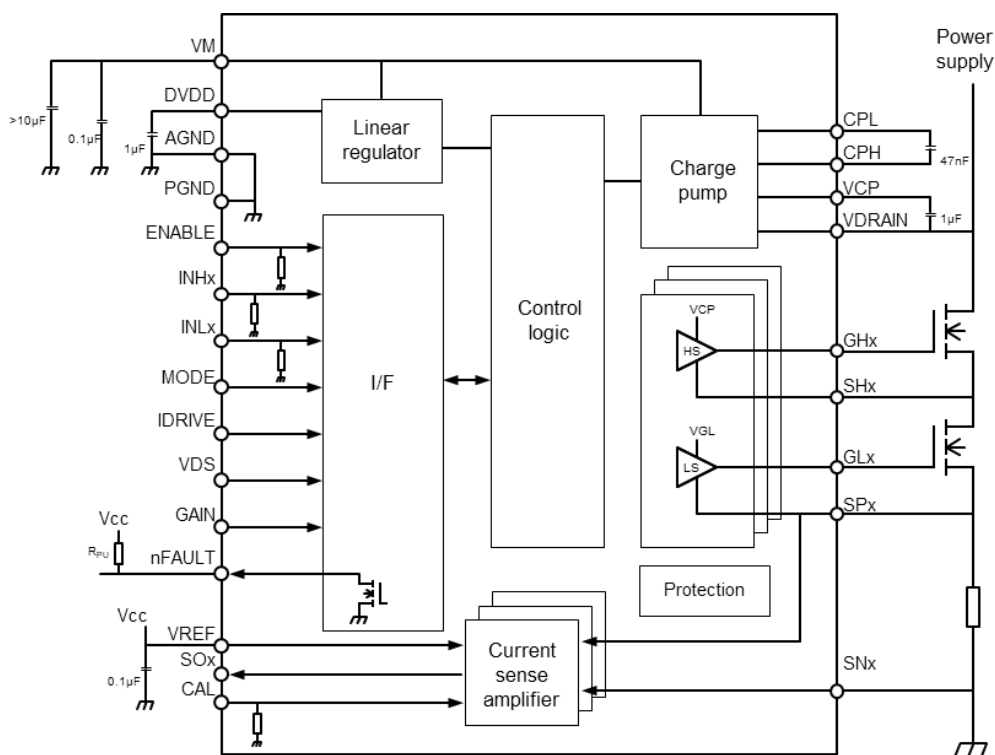 VM
DVDD
AGND
PGND
ENABLE
INHx
INLx
MODE
IDRIVE
VDS
GAIN
nFAULT
VREF
SOx
CAL
>10μF
0.1μF
1μF
Vcc
RPU
Vcc
0.1μF
Linear
regulator
I/F
Control
logic
Charge
pump
VCP
HS
VGL
LS
Protection
Current
sense
amplifier
Power
supply
CPL
CPH
VCP
VDRAIN
GHx
SHx
GLx
SPx
SNx
47nF
1μF